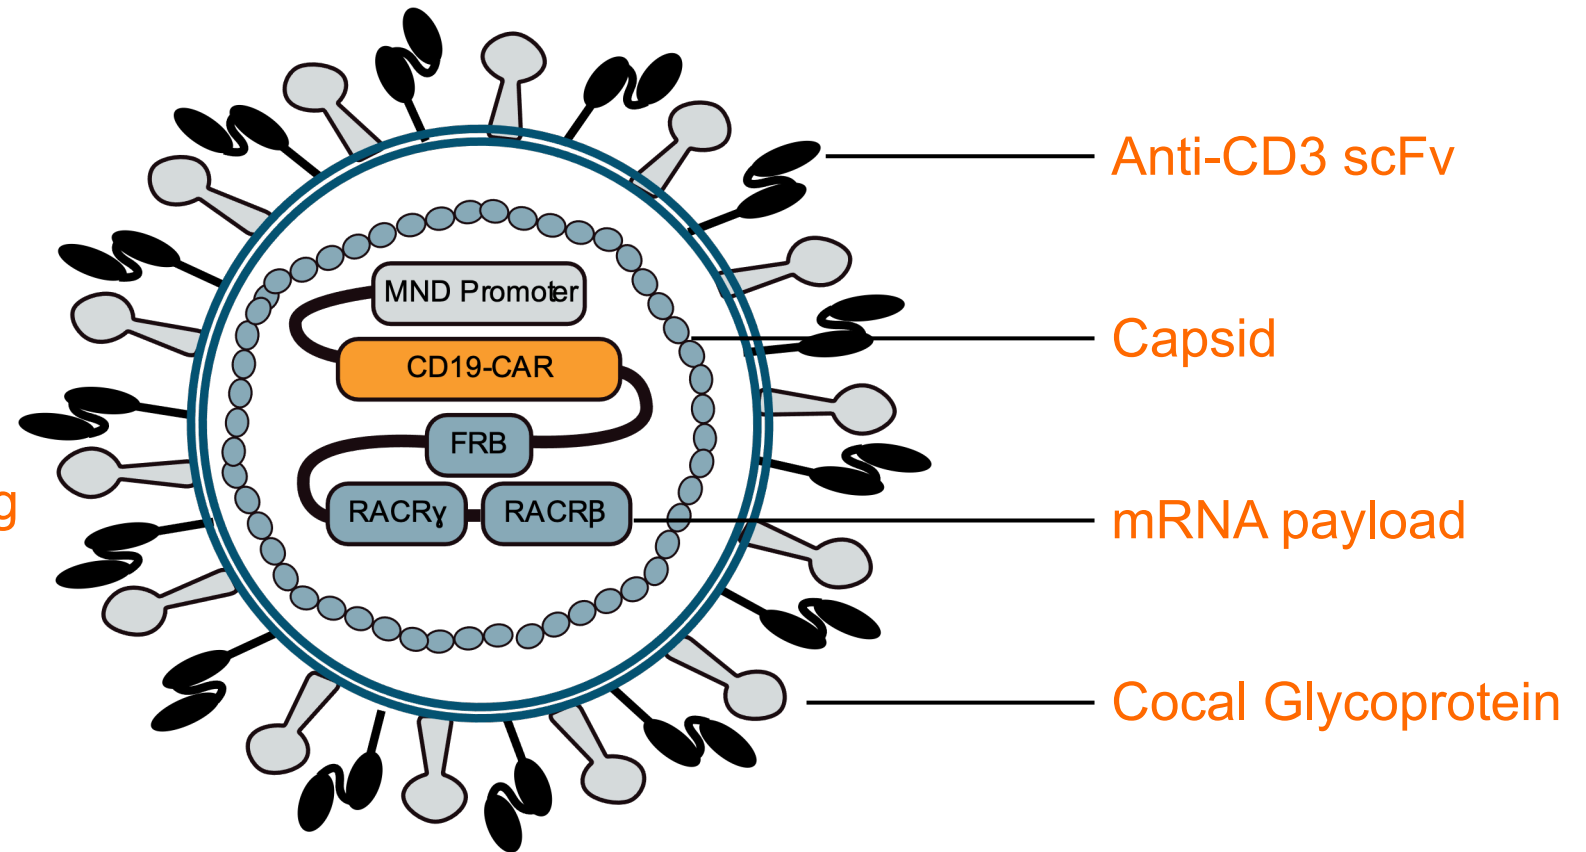 Anti-CD3 scFv
MND Promoter
Capsid
CD19-CAR
FRB
g
RACRγ
RACRβ
mRNA payload
Cocal Glycoprotein